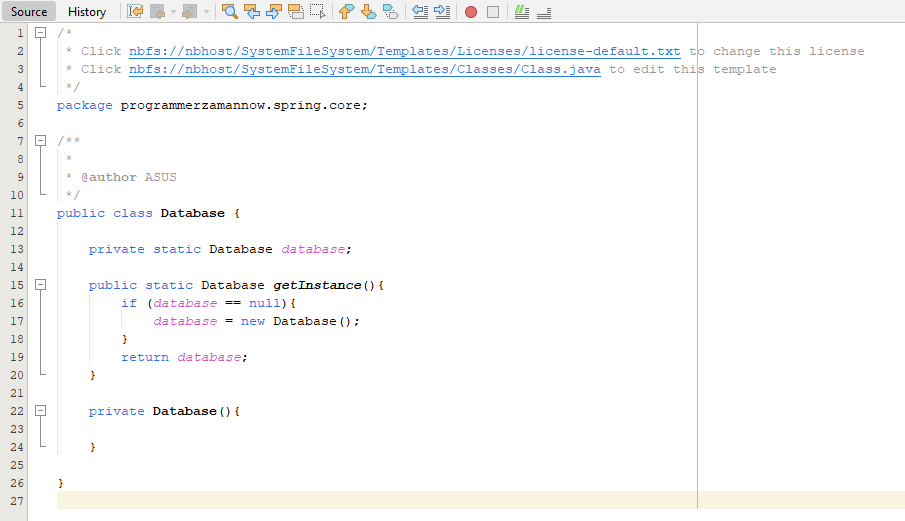 Source History
1 /*
2 * Click nbfs://nbhost/SystemFileSystem/Templates/Licenses/license-default.txt to change this license
3 * Click nbfs://nbhost/SystemFileSystem/Templates/Classes/Class.java to edit this template
4 */
5 package programmerzamannow.spring.core;
6
7 /**
8 *
9 * @author ASUS
10 */
11 public class Database {
12
13 private static Database database;
14
15 public static Database getInstance(){
16 if (database == null){
17 database = new Database();
18 }
19 return database;
20 }
21
22 private Database(){
23
24 }
25
26 }
27